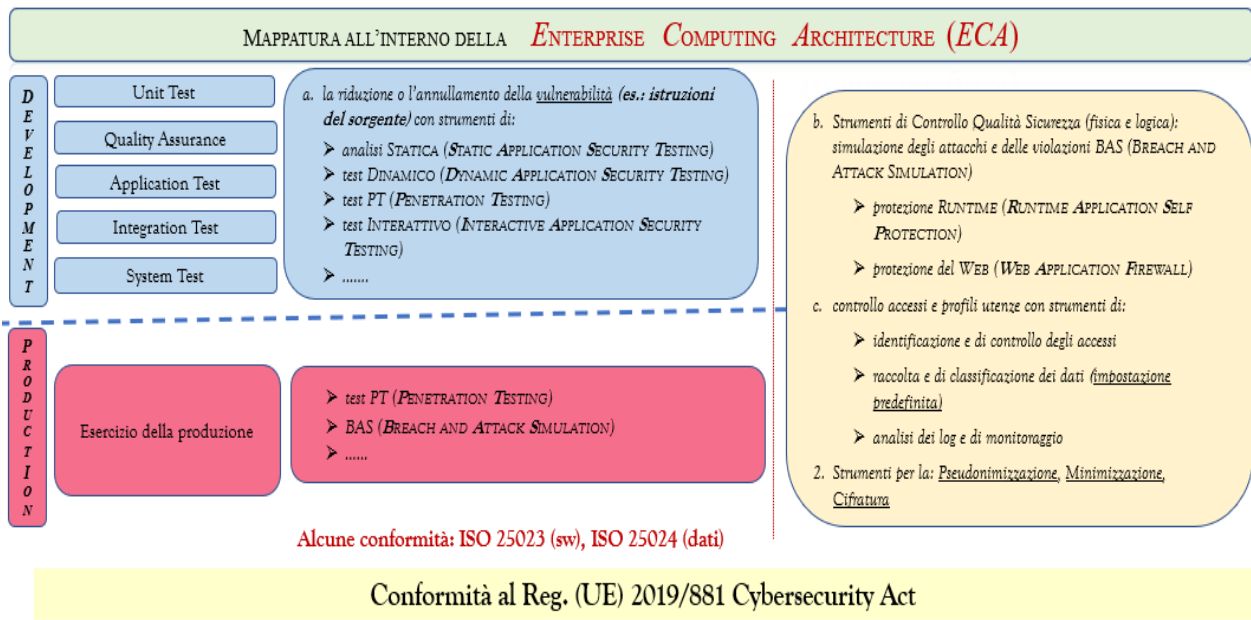 MAPPATURA ALL'INTERNO DELLA ENTERPRISE COMPUTING ARCHITECTURE (ECA)
DEVELOPMENT
Unit Test
Quality Assurance
Application Test
Integration Test
System Test
a. la riduzione o l'annullamento della vulnerabilità (es.: istruzioni
del sorgente) con strumenti di:
➤ analisi STATICA (STATIC APPLICATION SECURITY TESTING)
➤ test DINAMICO (DYNAMIC APPLICATION SECURITY TESTING)
➤ test PT (PENETRATION TESTING)
➤ test INTERATTIVO (INTERACTIVE APPLICATION SECURITY
TESTING)
➤ .......
PRODUCTION
Esercizio della produzione
➤ test PT (PENETRATION TESTING)
➤ BAS (BREACH AND ATTACK SIMULATION)
➤ ......
b. Strumenti di Controllo Qualità Sicurezza (fisica e logica):
simulazione degli attacchi e delle violazioni BAS (BREACH AND
ATTACK SIMULATION)
➤ protezione RUNTIME (RUNTIME APPLICATION SELF
PROTECTION)
➤ protezione del WEB (WEB APPLICATION FIREWALL)
c. controllo accessi e profili utenze con strumenti di:
➤ identificazione e di controllo degli accessi
➤ raccolta e di classificazione dei dati (impostazione
predefinita)
➤ analisi dei log e di monitoraggio
2. Strumenti per la: Pseudonimizzazione, Minimizzazione,
Cifratura
Alcune conformità: ISO 25023 (sw), ISO 25024 (dati)
Conformità al Reg. (UE) 2019/881 Cybersecurity Act